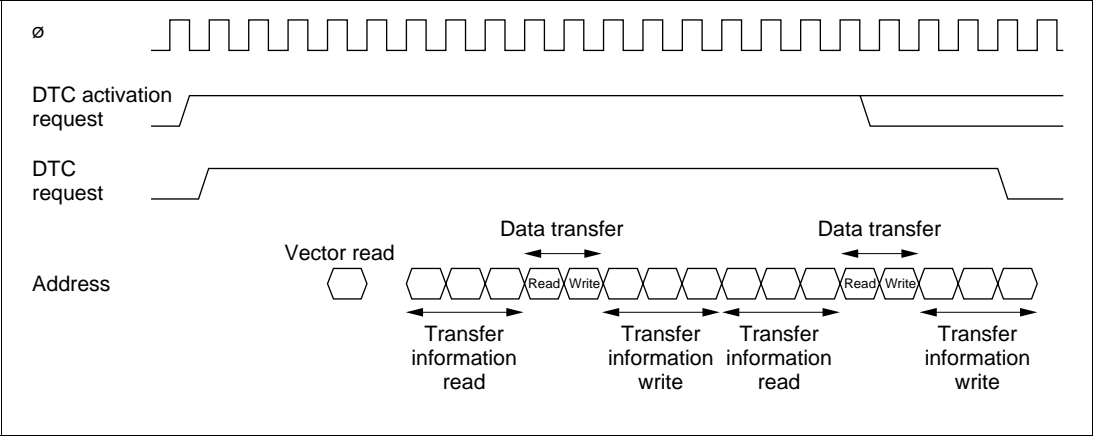 ø
DTC activation
request
DTC
request
Data transfer
Data transfer
Vector read
Address
Read Write
Read Write
Transfer
information
read
Transfer
information
write
Transfer
information
read
Transfer
information
write